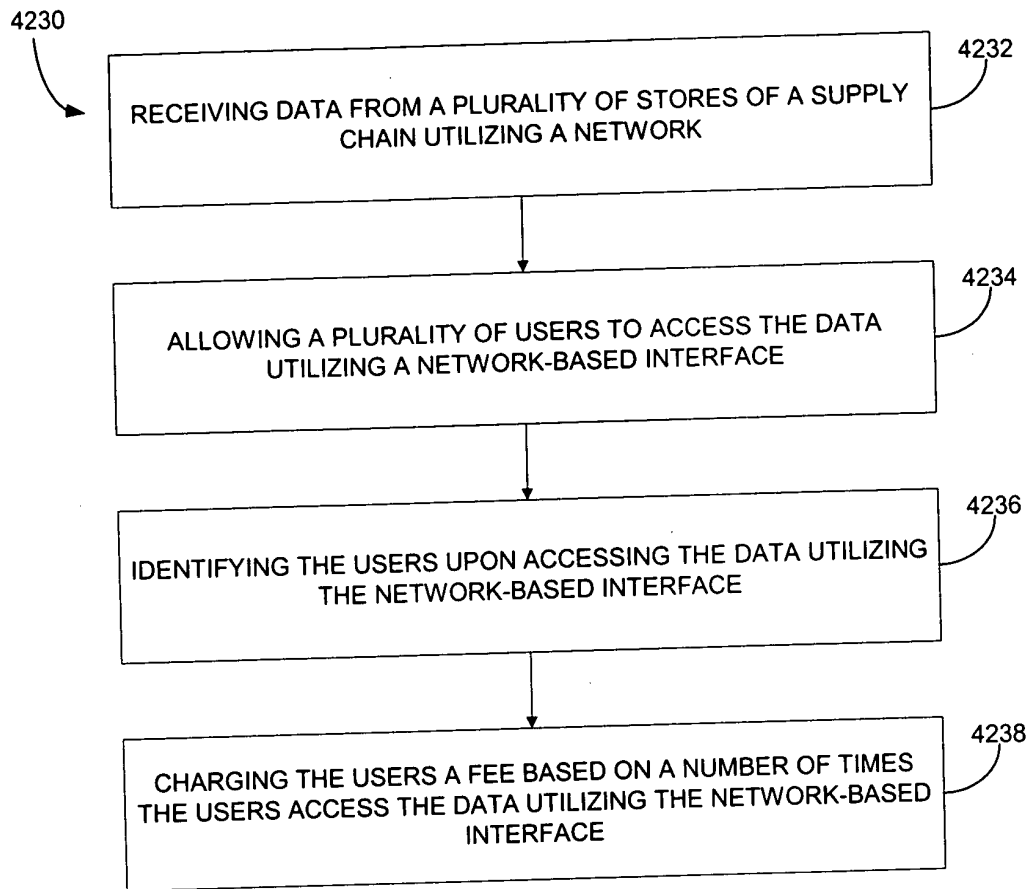 4230
4232
RECEIVING DATA FROM A PLURALITY OF STORES OF A SUPPLY
CHAIN UTILIZING A NETWORK
4234
ALLOWING A PLURALITY OF USERS TO ACCESS THE DATA
UTILIZING A NETWORK-BASED INTERFACE
4236
IDENTIFYING THE USERS UPON ACCESSING THE DATA UTILIZING
THE NETWORK-BASED INTERFACE
4238
CHARGING THE USERS A FEE BASED ON A NUMBER OF TIMES
THE USERS ACCESS THE DATA UTILIZING THE NETWORK-BASED
INTERFACE